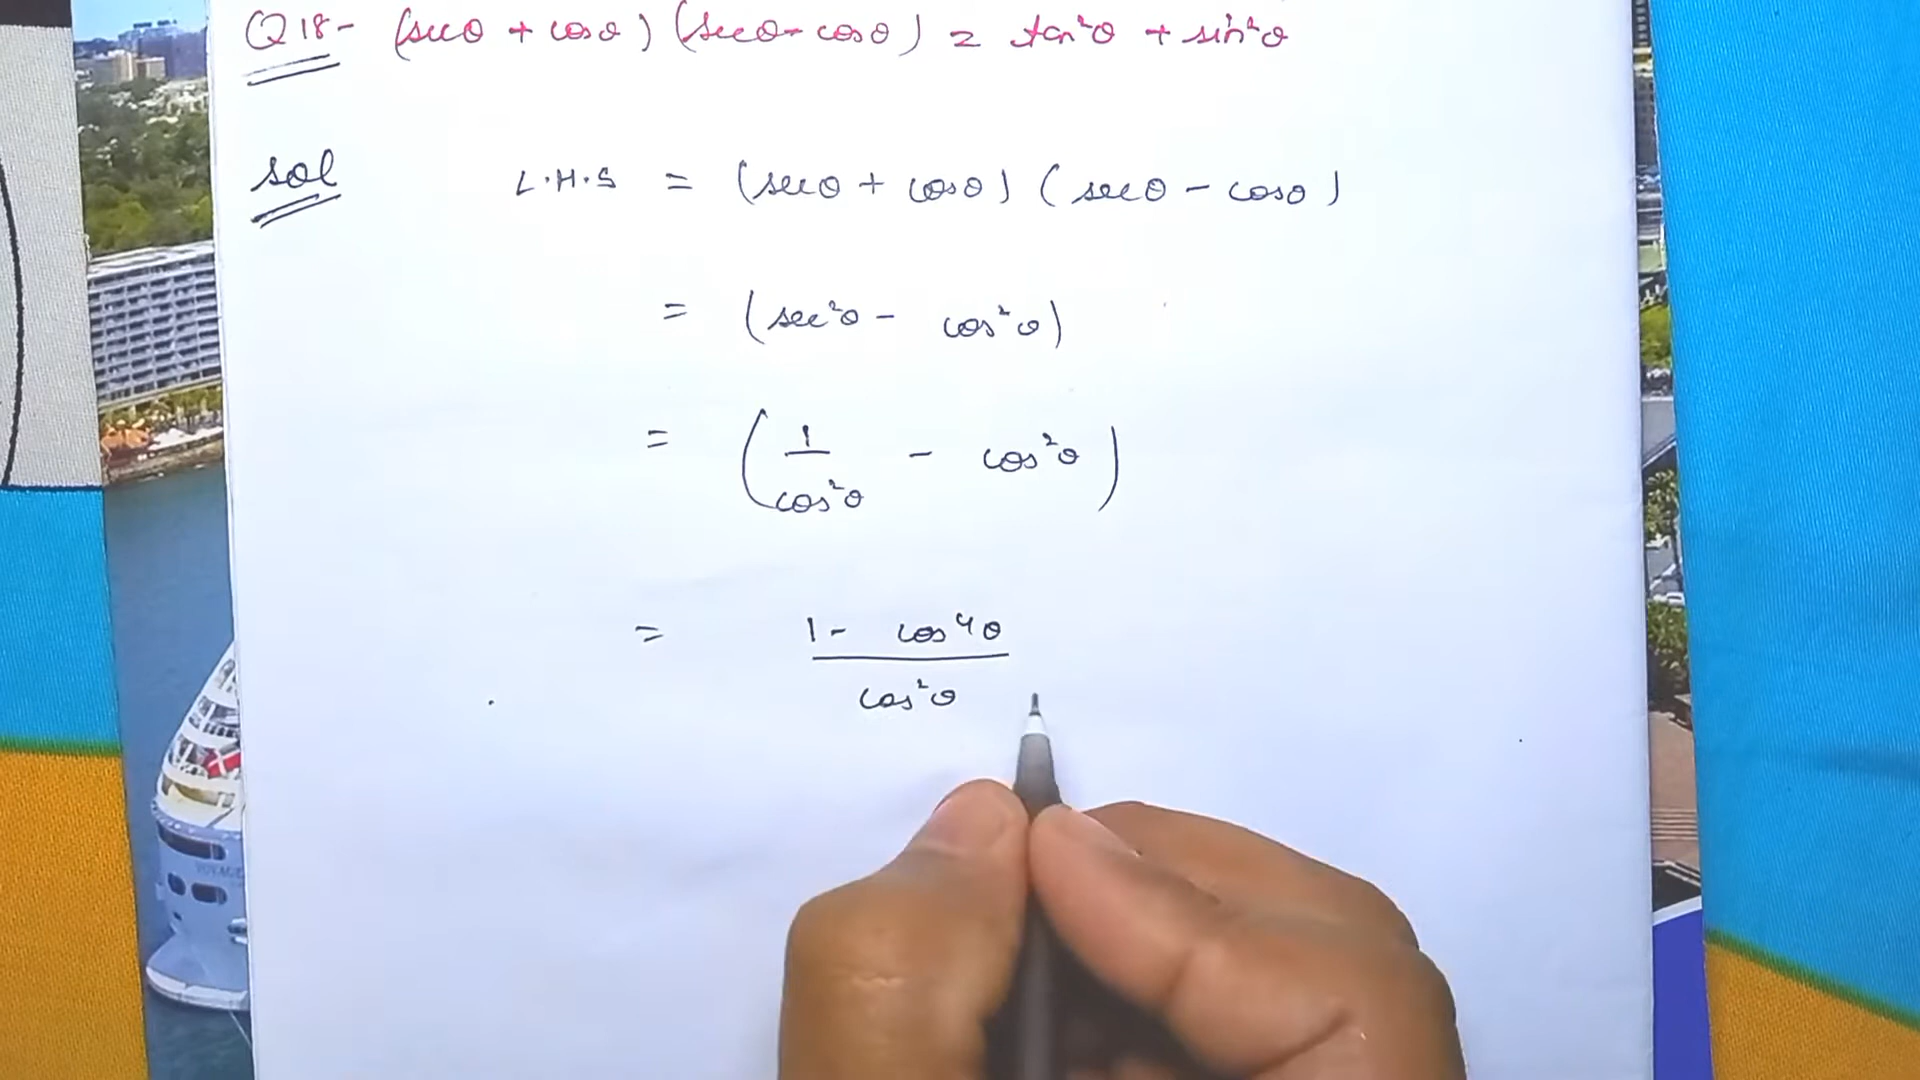 Q18- (secθ + cosθ) (secθ - cosθ) = tan²θ + sin²θ
sol L.H.S = (secθ + cosθ) (secθ - cosθ)
= (sec²θ - cos²θ)
= (1/cos²θ - cos²θ)
= 1 - cos⁴θ / cos²θ